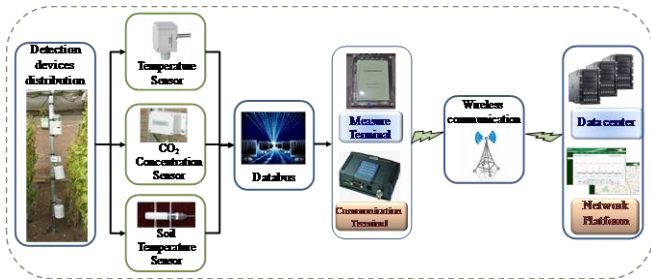 Detection
devices
distribution
Temperature
Sensor
CO2
Concentration
Sensor
Soil
Temperature
Sensor
Databus
Measure
Terminal
Communication
Terminal
Wireless
communication
Datacenter
Network
Platform